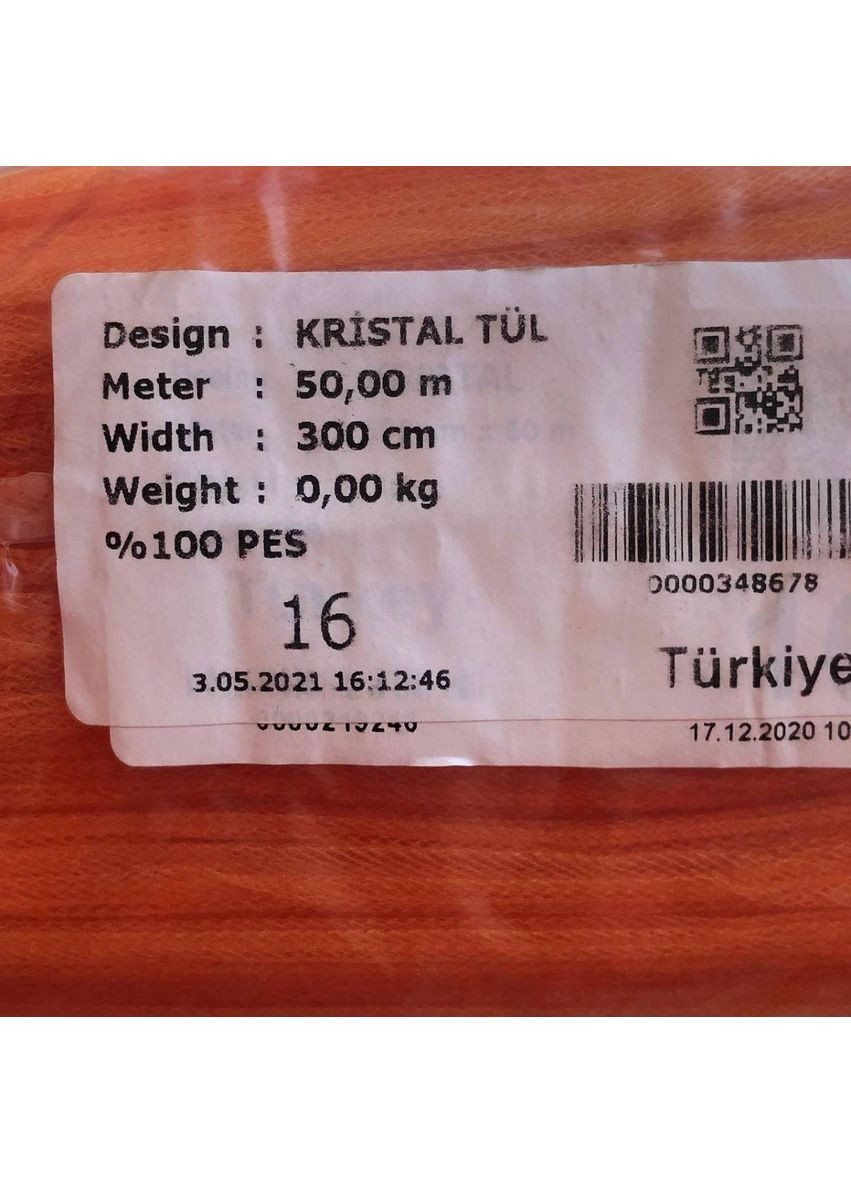 Design : KRİSTAL TÜL
Meter : 50,00 m
Width : 300 cm
Weight : 0,00 kg
%100 PES
0000348678
16
Türkiye
3.05.2021 16:12:46
17.12.2020 10